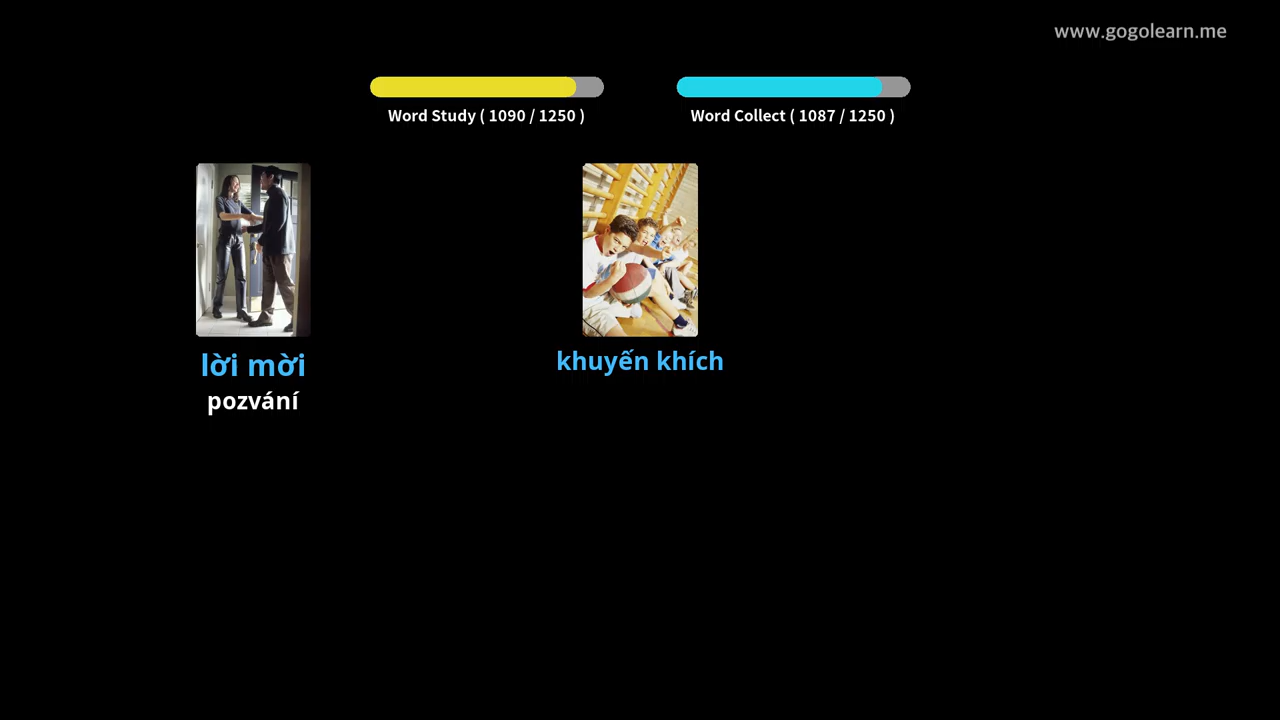 www.gogolearn.me
Word Study ( 1090 / 1250 )
Word Collect ( 1087 / 1250 )
lời mời
pozvání
khuyến khích